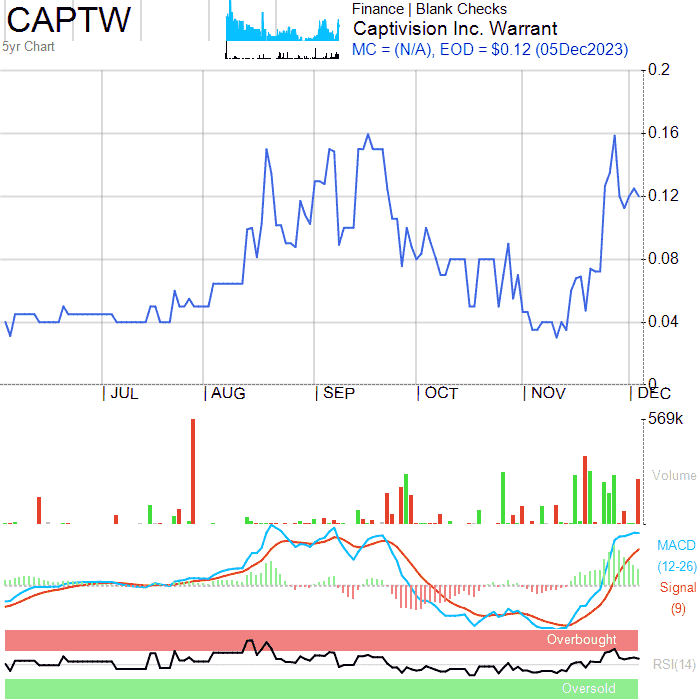 CAPTW
5yr Chart
Finance | Blank Checks
Captivision Inc. Warrant
MC = (N/A), EOD = $0.12 (05Dec2023)
0.2
0.16
0.12
0.08
0.04
0
| JUL | AUG | SEP | OCT | NOV | DEC
569k
Volume
MACD
(12-26)
Signal
(9)
Overbought
RSI(14)
Oversold